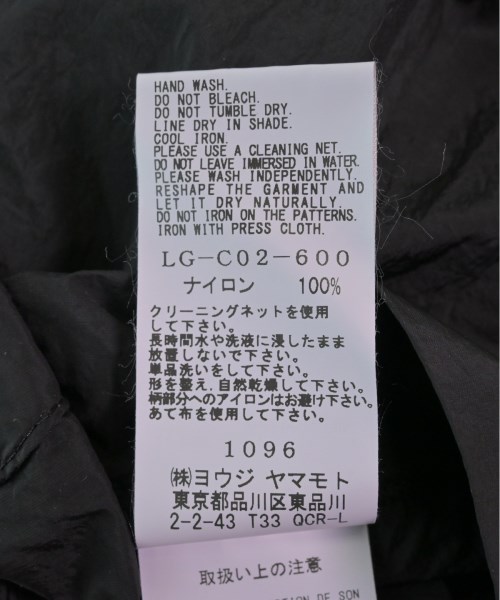 HAND WASH.
DO NOT BLEACH.
DO NOT TUMBLE DRY.
LINE DRY IN SHADE.
COOL IRON.
PLEASE USE A CLEANING NET.
DO NOT LEAVE IMMERSED IN WATER.
PLEASE WASH INDEPENDENTLY.
RESHAPE THE GARMENT AND
LET IT DRY NATURALLY.
DO NOT IRON ON THE PATTERNS.
IRON WITH PRESS CLOTH.
LG-C02-600
ナイロン 100%
クリーニングネットを使用
して下さい。
長時間水や洗液に浸したまま
放置しないで下さい。
単品洗いをして下さい。
形を整え、自然乾燥して下さい。
柄部分へのアイロンはお避け下さい。
あて布を使用して下さい。
1096
(株)ヨウジ ヤマモト
東京都品川区東品川
2-2-43 T33 QCR-L
取扱い上の注意
DE SON